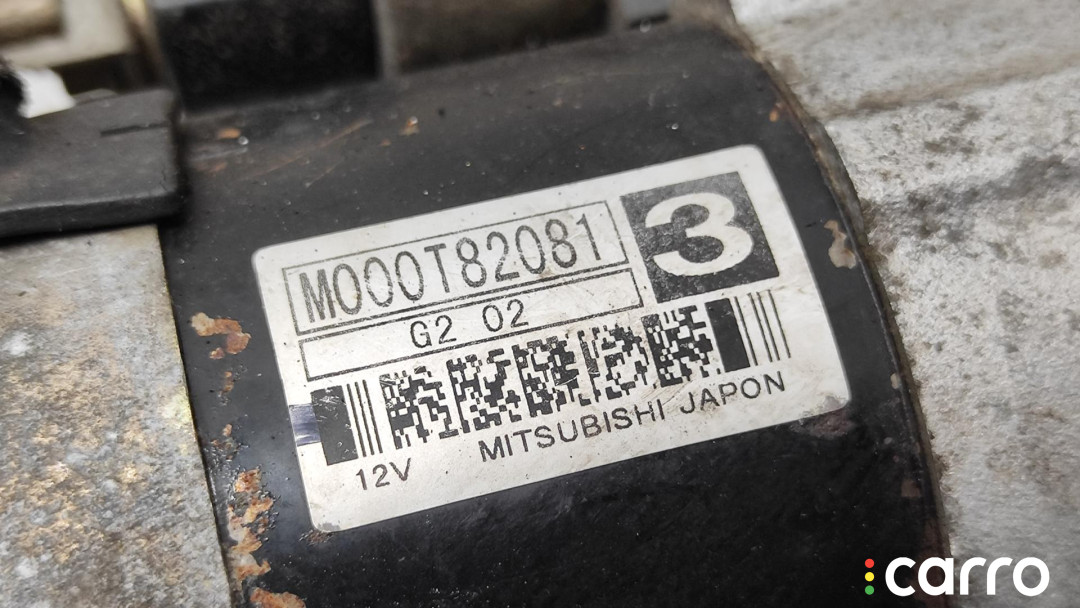 M000T82081
3
G2 02
12V MITSUBISHI JAPON
carro